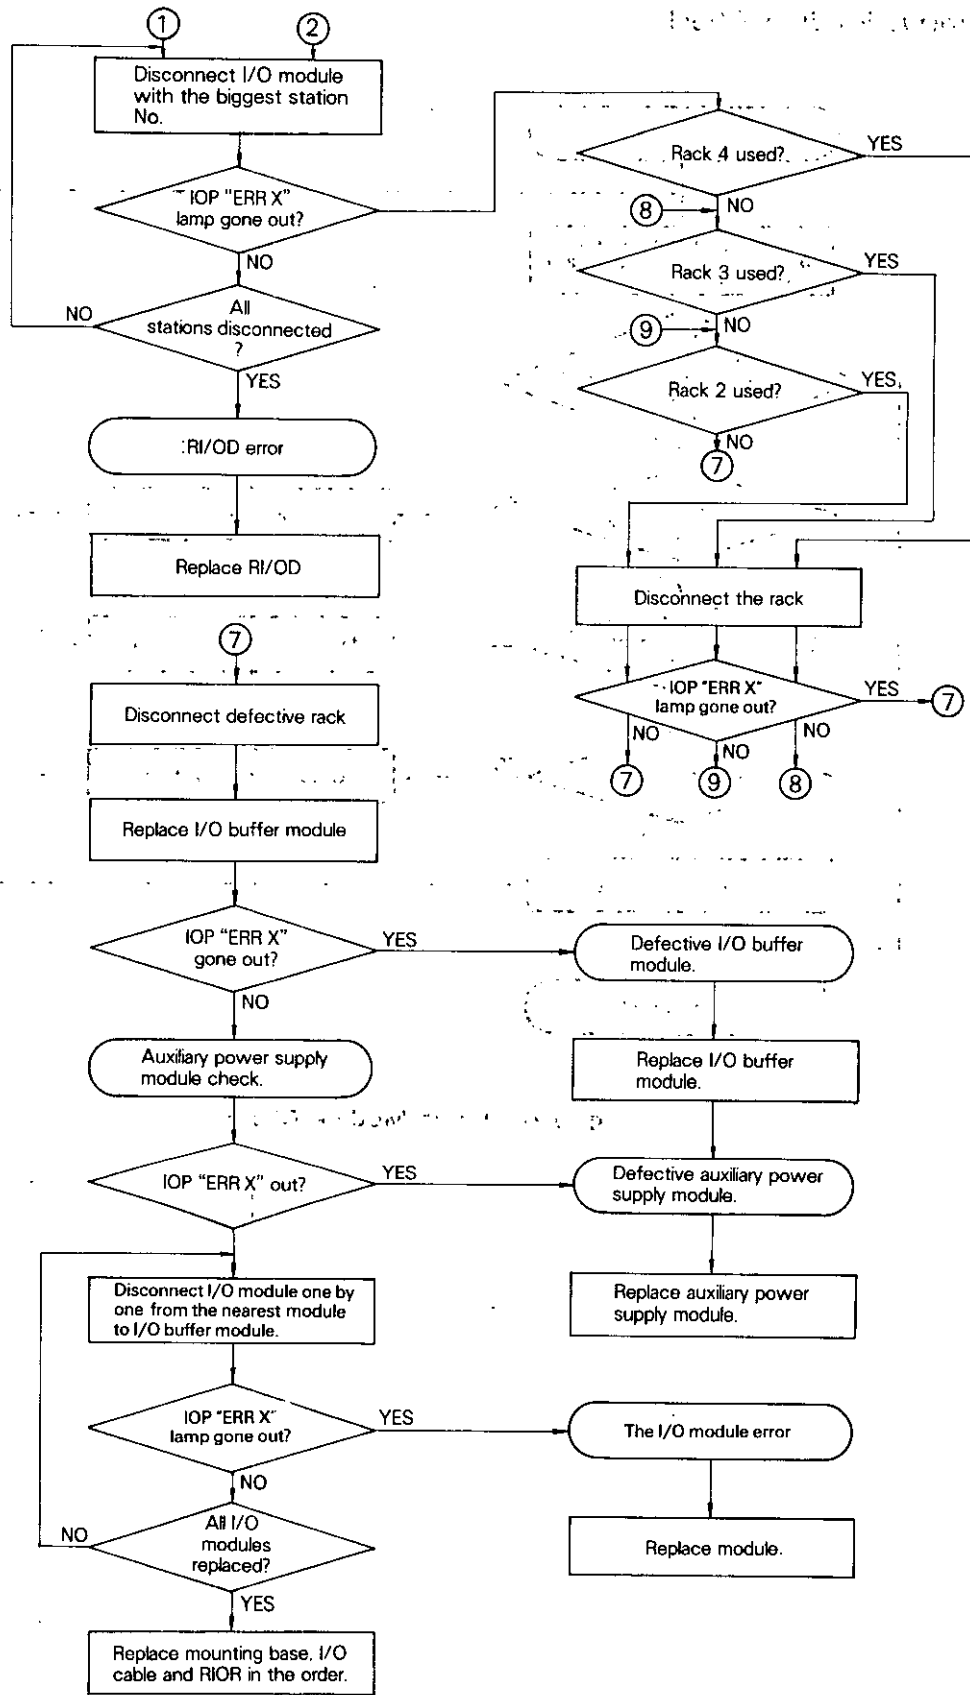 1
2
Disconnect I/O module
with the biggest station
No.
IOP "ERR X"
lamp gone out?
NO
All
stations disconnected
?
NO
YES
RI/OD error
Replace RI/OD
Rack 4 used?
YES
NO
8
Rack 3 used?
YES
NO
9
Rack 2 used?
YES
NO
7
Disconnect the rack
IOP "ERR X"
lamp gone out?
YES
7
NO
NO
NO
7
9
8
7
Disconnect defective rack
Replace I/O buffer module
IOP "ERR X"
gone out?
YES
NO
Defective I/O buffer
module.
Replace I/O buffer
module.
Auxiliary power supply
module check.
IOP "ERR X" out?
YES
Defective auxiliary power
supply module.
Replace auxiliary power
supply module.
Disconnect I/O module one by
one from the nearest module
to I/O buffer module.
IOP "ERR X"
lamp gone out?
YES
NO
The I/O module error
Replace module.
All I/O
modules
replaced?
NO
YES
Replace mounting base, I/O
cable and RIOR in the order.